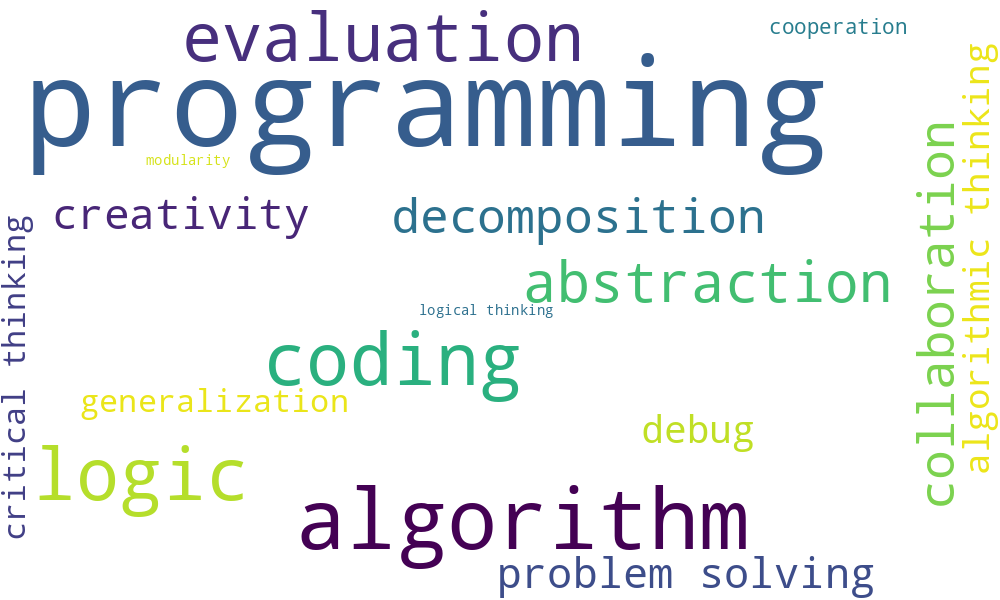 evaluation
cooperation
programming
modularity
creativity
decomposition
collaboration
algorithmic thinking
critical thinking
abstraction
logical thinking
coding
generalization
debug
logic
algorithm
problem solving